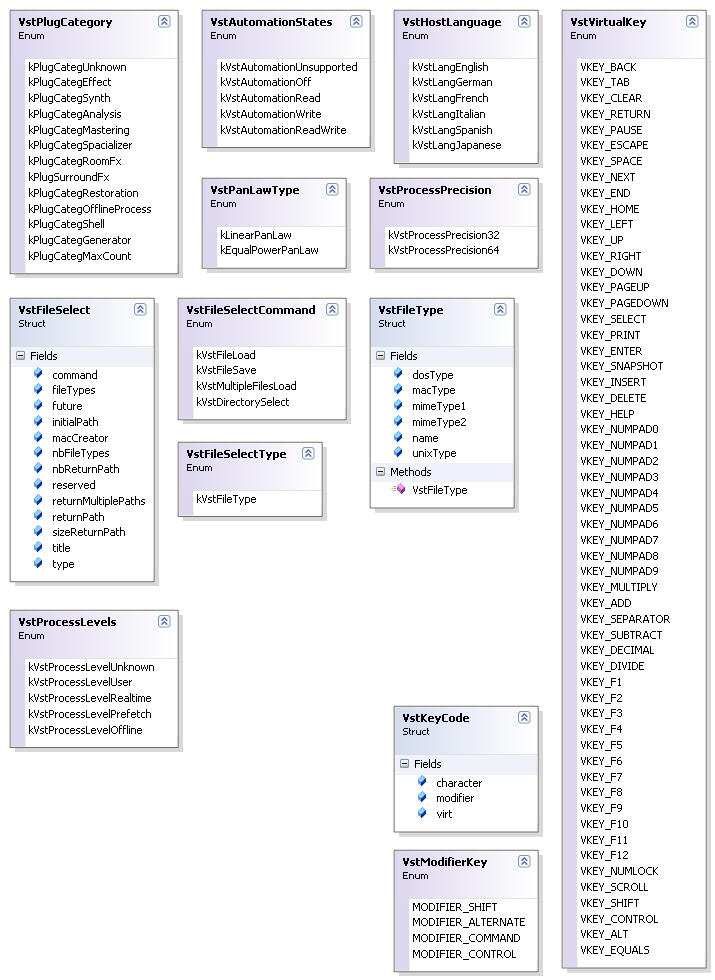 VstPlugCategory
Enum
kPlugCategUnknown
kPlugCategEffect
kPlugCategSynth
kPlugCategAnalysis
kPlugCategMastering
kPlugCategSpacializer
kPlugCategRoomFx
kPlugSurroundFx
kPlugCategRestoration
kPlugCategOfflineProcess
kPlugCategShell
kPlugCategGenerator
kPlugCategMaxCount
VstAutomationStates
Enum
kVstAutomationUnsupported
kVstAutomationOff
kVstAutomationRead
kVstAutomationWrite
kVstAutomationReadWrite
VstHostLanguage
Enum
kVstLangEnglish
kVstLangGerman
kVstLangFrench
kVstLangItalian
kVstLangSpanish
kVstLangJapanese
VstPanLawType
Enum
kLinearPanLaw
kEqualPowerPanLaw
VstProcessPrecision
Enum
kVstProcessPrecision32
kVstProcessPrecision64
VstFileSelect
Struct
Fields
command
fileTypes
future
initialPath
macCreator
nbFileTypes
nbReturnPath
reserved
returnMultiplePaths
returnPath
sizeReturnPath
title
type
VstFileSelectCommand
Enum
kVstFileLoad
kVstFileSave
kVstMultipleFilesLoad
kVstDirectorySelect
VstFileSelectType
Enum
kVstFileType
VstFileType
Struct
Fields
dosType
macType
mimeType1
mimeType2
name
unixType
Methods
VstFileType
VstProcessLevels
Enum
kVstProcessLevelUnknown
kVstProcessLevelUser
kVstProcessLevelRealtime
kVstProcessLevelPrefetch
kVstProcessLevelOffline
VstKeyCode
Struct
Fields
character
modifier
virt
VstModifierKey
Enum
MODIFIER_SHIFT
MODIFIER_ALTERNATE
MODIFIER_COMMAND
MODIFIER_CONTROL
VstVirtualKey
Enum
VKEY_BACK
VKEY_TAB
VKEY_CLEAR
VKEY_RETURN
VKEY_PAUSE
VKEY_ESCAPE
VKEY_SPACE
VKEY_NEXT
VKEY_END
VKEY_HOME
VKEY_LEFT
VKEY_UP
VKEY_RIGHT
VKEY_DOWN
VKEY_PAGEUP
VKEY_PAGEDOWN
VKEY_SELECT
VKEY_PRINT
VKEY_ENTER
VKEY_SNAPSHOT
VKEY_INSERT
VKEY_DELETE
VKEY_HELP
VKEY_NUMPAD0
VKEY_NUMPAD1
VKEY_NUMPAD2
VKEY_NUMPAD3
VKEY_NUMPAD4
VKEY_NUMPAD5
VKEY_NUMPAD6
VKEY_NUMPAD7
VKEY_NUMPAD8
VKEY_NUMPAD9
VKEY_MULTIPLY
VKEY_ADD
VKEY_SEPARATOR
VKEY_SUBTRACT
VKEY_DECIMAL
VKEY_DIVIDE
VKEY_F1
VKEY_F2
VKEY_F3
VKEY_F4
VKEY_F5
VKEY_F6
VKEY_F7
VKEY_F8
VKEY_F9
VKEY_F10
VKEY_F11
VKEY_F12
VKEY_NUMLOCK
VKEY_SCROLL
VKEY_SHIFT
VKEY_CONTROL
VKEY_ALT
VKEY_EQUALS